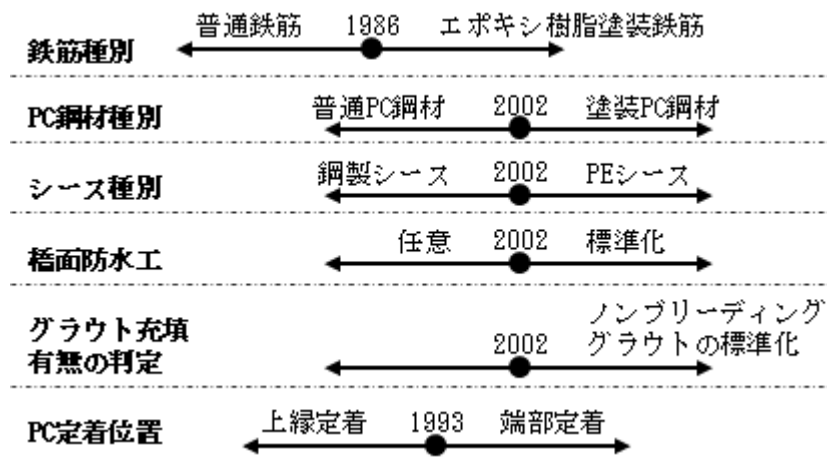 普通鉄筋 1986 エポキシ樹脂塗装鉄筋
鉄筋種別
普通PC鋼材 2002 塗装PC鋼材
PC鋼材種別
鋼製シース 2002 PEシース
シース種別
任意 2002 標準化
橋面防水工
ノンブリーディング
グラウト充填
2002 グラウトの標準化
有無の判定
上縁定着 1993 端部定着
PC定着位置